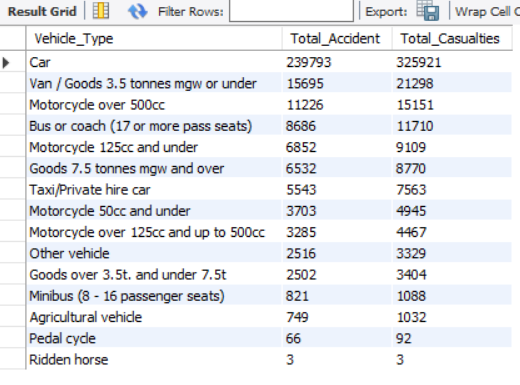 Result Grid Filter Rows: Export: Wrap Cell C
Vehicle_Type Total_Accident Total_Casualties
Car 239793 325921
Van / Goods 3.5 tonnes mgw or under 15695 21298
Motorcycle over 500cc 11226 15151
Bus or coach (17 or more pass seats) 8686 11710
Motorcycle 125cc and under 6852 9109
Goods 7.5 tonnes mgw and over 6532 8770
Taxi/Private hire car 5543 7563
Motorcycle 50cc and under 3703 4945
Motorcycle over 125cc and up to 500cc 3285 4467
Other vehicle 2516 3329
Goods over 3.5t. and under 7.5t 2502 3404
Minibus (8 - 16 passenger seats) 821 1088
Agricultural vehicle 749 1032
Pedal cycle 66 92
Ridden horse 3 3